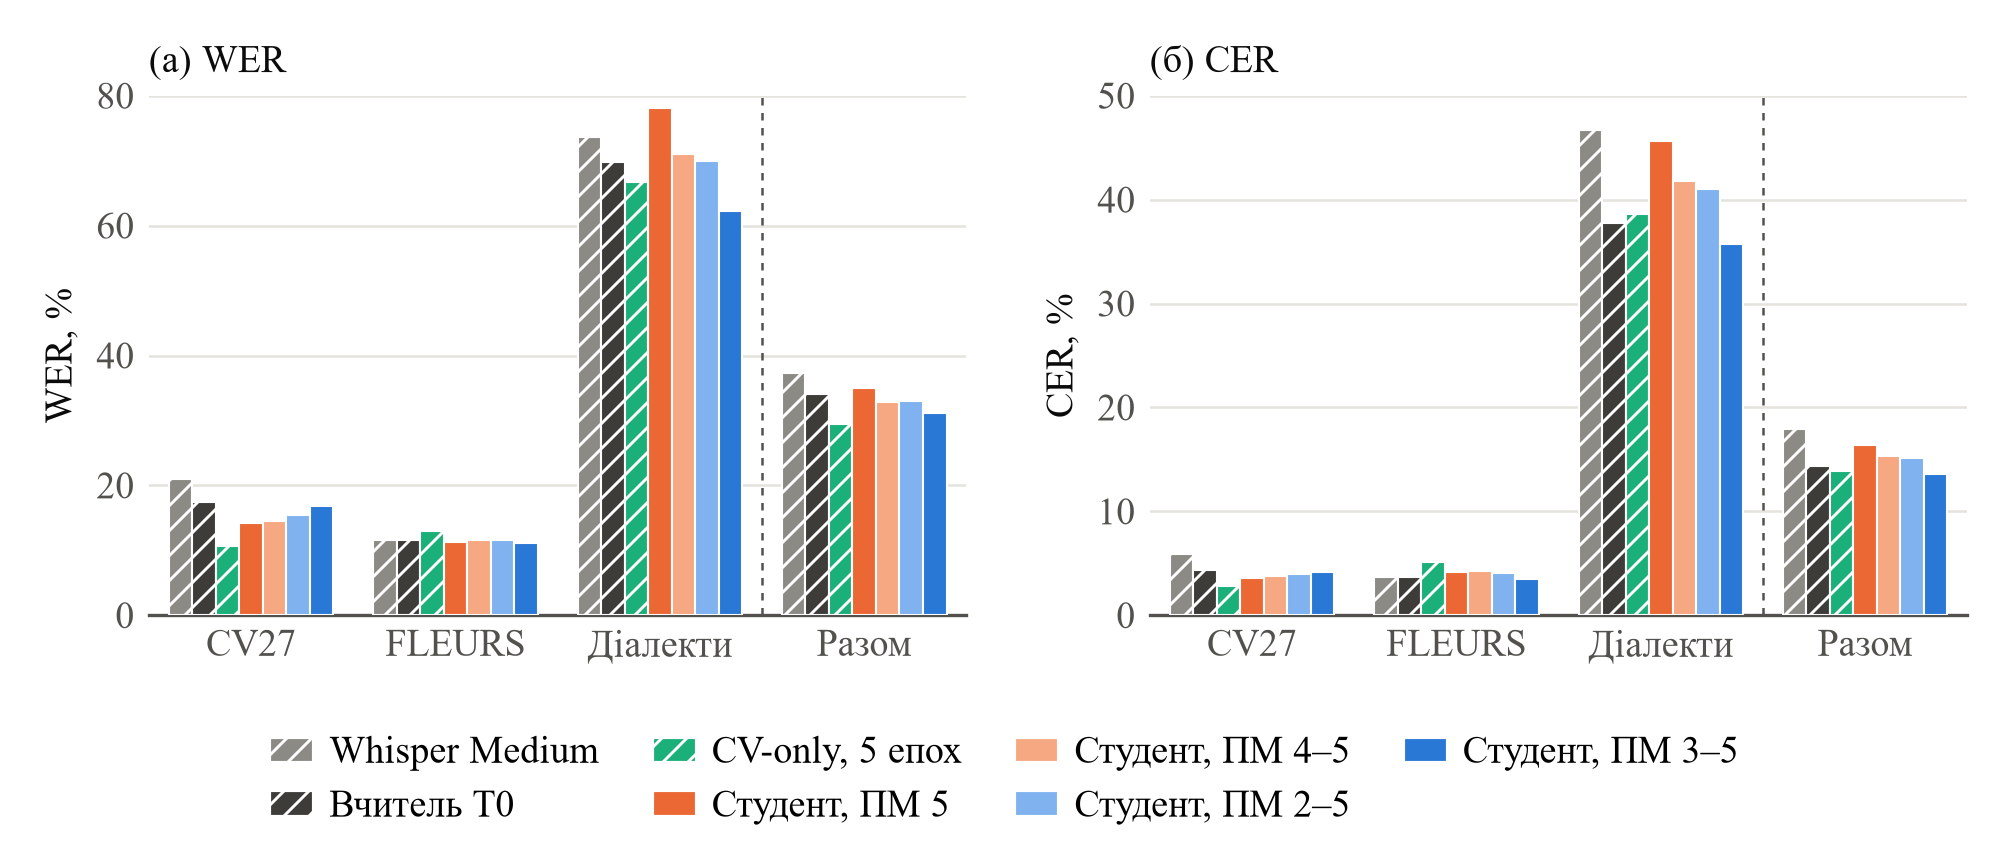 (а) WER
80
60
40
20
0
WER, %
CV27 FLEURS Діалекти Разом
(б) CER
50
40
30
20
10
0
CER, %
CV27 FLEURS Діалекти Разом
Whisper Medium CV-only, 5 епох Студент, ПМ 4–5 Студент, ПМ 3–5
Вчитель T0 Студент, ПМ 5 Студент, ПМ 2–5